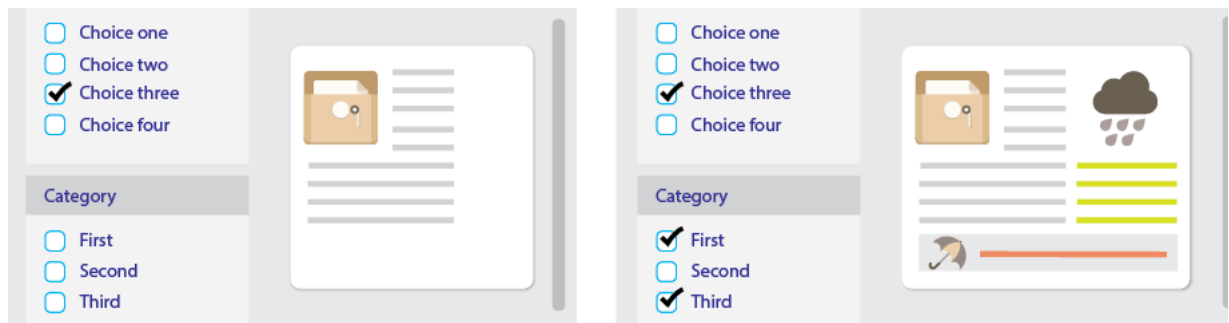 Choice one
Choice two
Choice three
Choice four
Category
First
Second
Third
Choice one
Choice two
Choice three
Choice four
Category
First
Second
Third